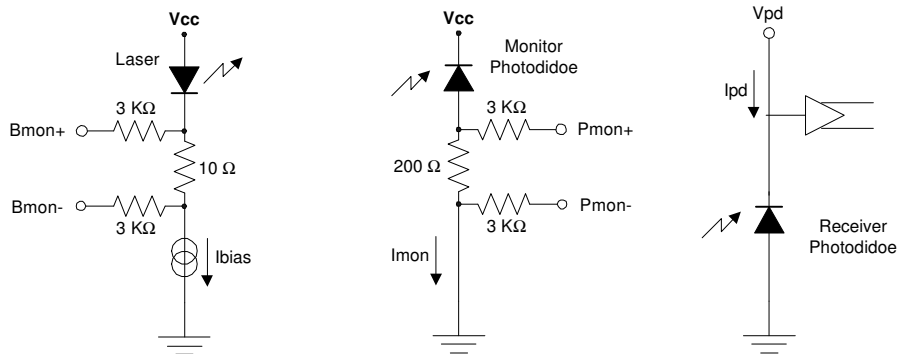 Vcc
Laser
3 KΩ
Bmon+
10 Ω
Bmon-
3 KΩ
Ibias
Vcc
Monitor
Photodidoe
3 KΩ
Pmon+
200 Ω
Pmon-
3 KΩ
Imon
Vpd
Ipd
Receiver
Photodidoe